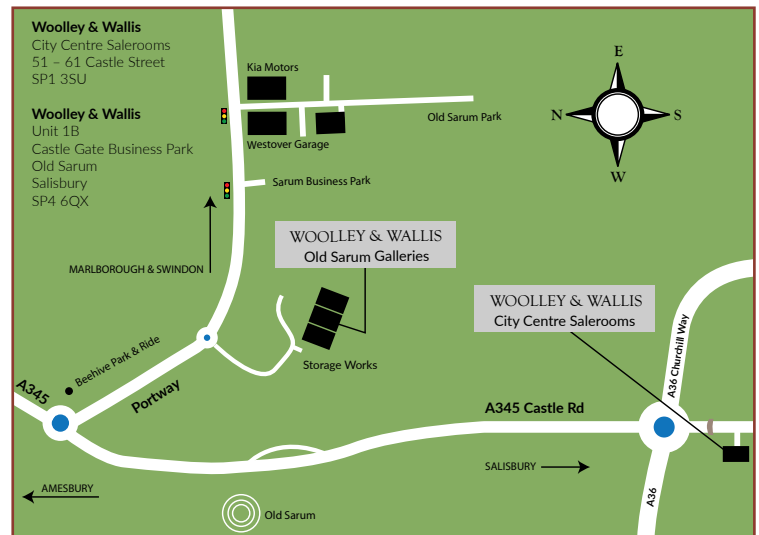 Woolley & Wallis
City Centre Salerooms
51 – 61 Castle Street
SP1 3SU
Woolley & Wallis
Unit 1B
Castle Gate Business Park
Old Sarum
Salisbury
SP4 6QX
Kia Motors
Old Sarum Park
Westover Garage
Sarum Business Park
E
N
S
W
WOOLLEY & WALLIS
Old Sarum Galleries
MARLBOROUGH & SWINDON
WOOLLEY & WALLIS
City Centre Salerooms
A36 Churchill Way
Beehive Park & Ride
Storage Works
A345
Portway
A345 Castle Rd
SALISBURY
AMESBURY
A36
Old Sarum